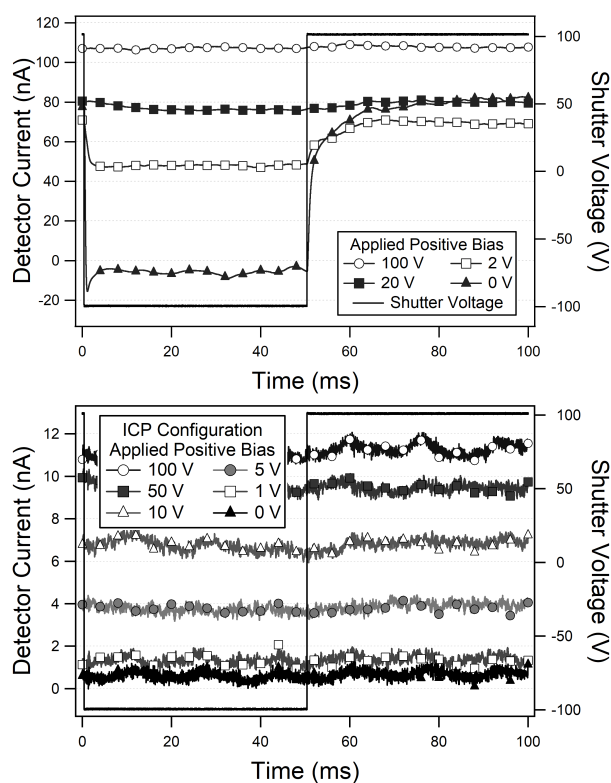 120
100
80
60
40
20
0
-20
Detector Current (nA)
100
50
0
-50
-100
Shutter Voltage (V)
Applied Positive Bias
100 V 2 V
20 V 0 V
Shutter Voltage
0 20 40 60 80 100
Time (ms)
12
10
8
6
4
2
0
Detector Current (nA)
100
50
0
-50
-100
Shutter Voltage (V)
ICP Configuration
Applied Positive Bias
100 V 5 V
50 V 1 V
10 V 0 V
0 20 40 60 80 100
Time (ms)